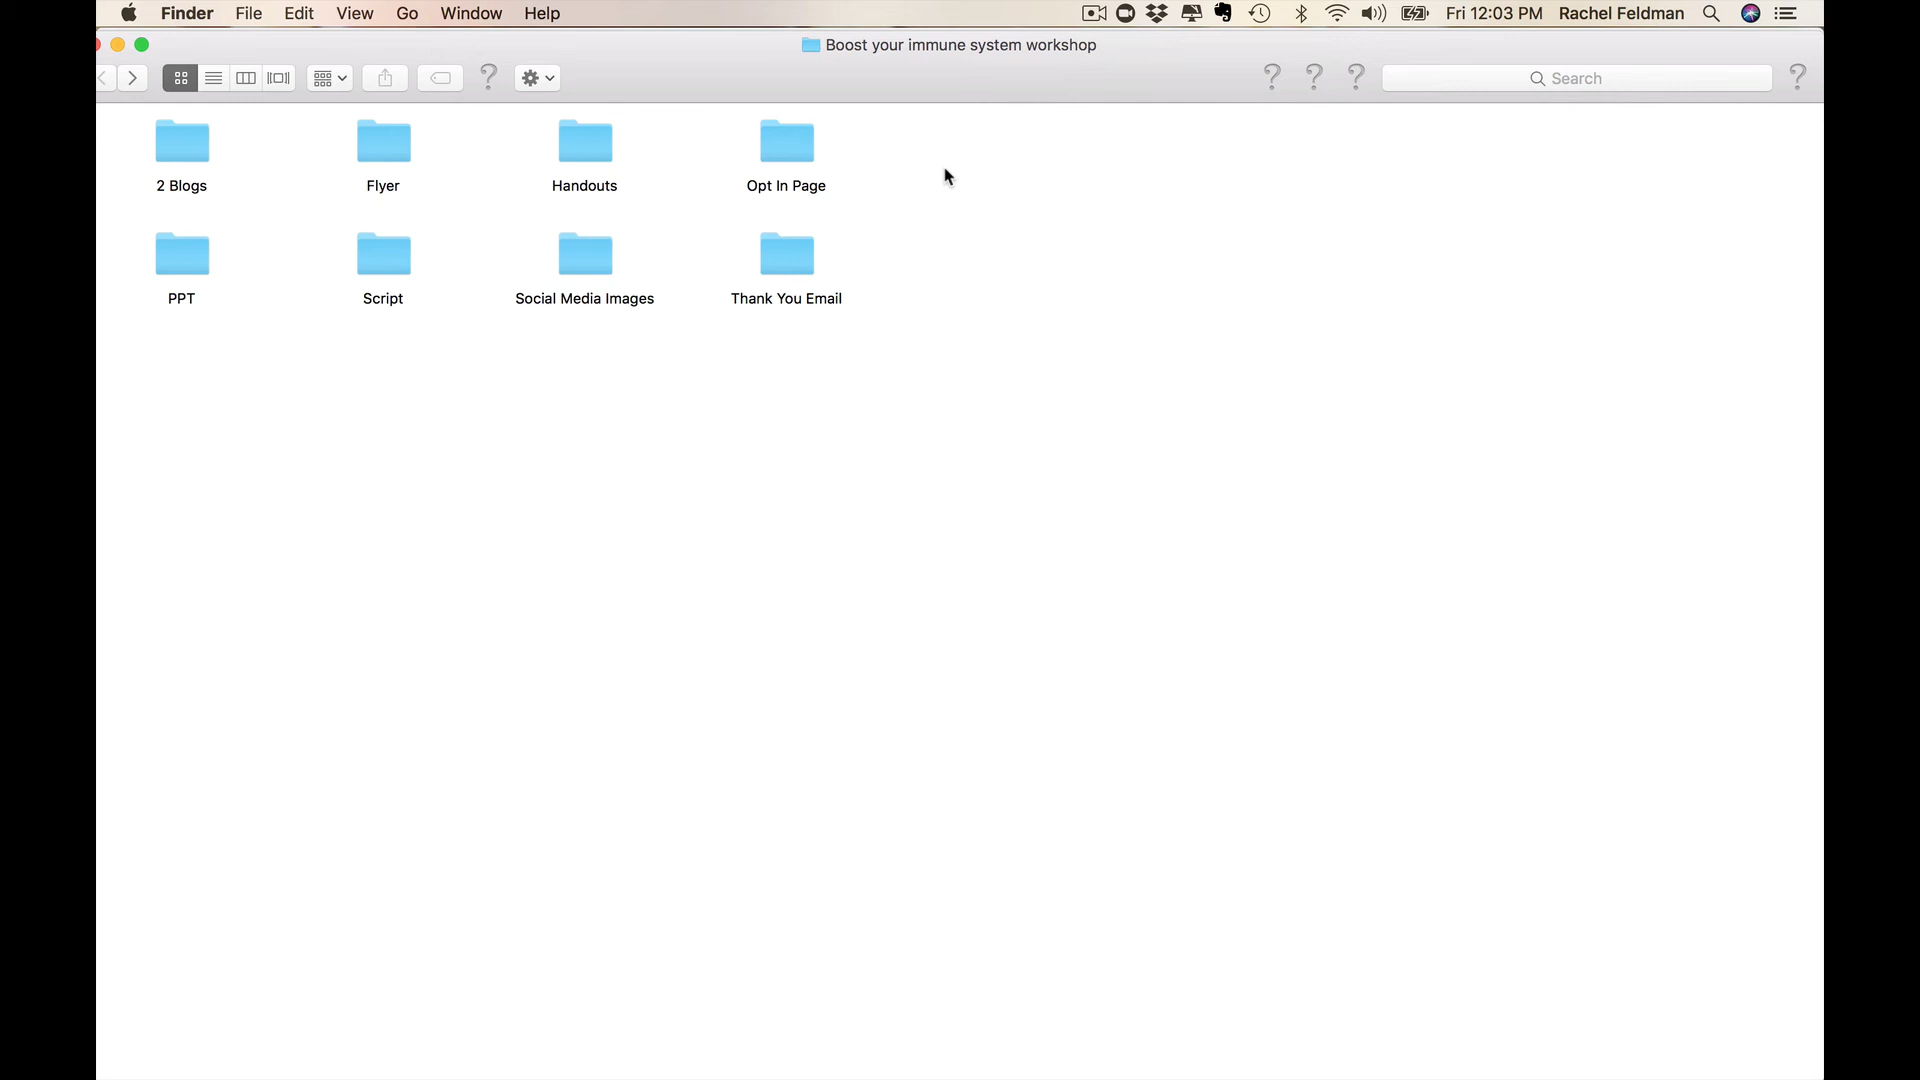 Finder File Edit View Go Window Help Fri 12:03 PM Rachel Feldman
Boost your immune system workshop
? ? ? ? Search ?
2 Blogs Flyer Handouts Opt In Page
PPT Script Social Media Images Thank You Email